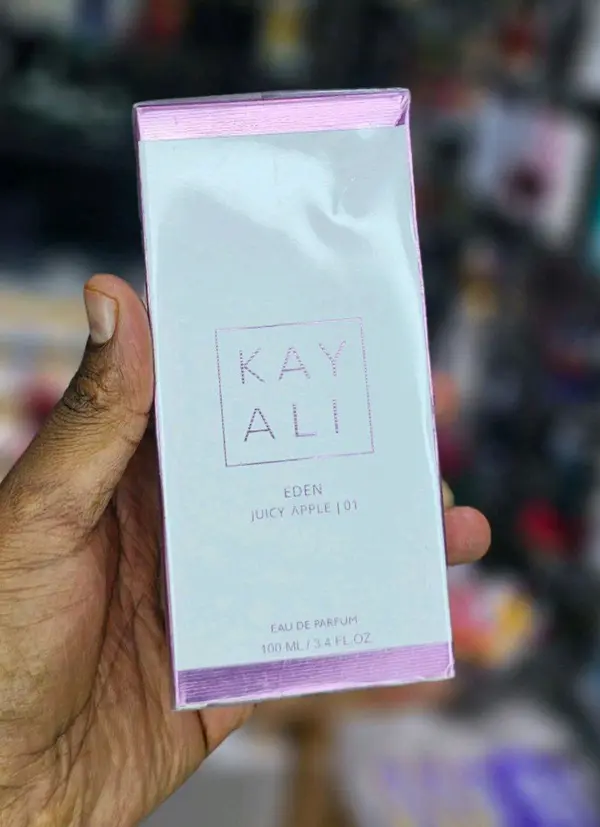 KAY
ALI
EDEN
JUICY APPLE | 01
EAU DE PARFUM
100 ML / 3.4 FL.OZ